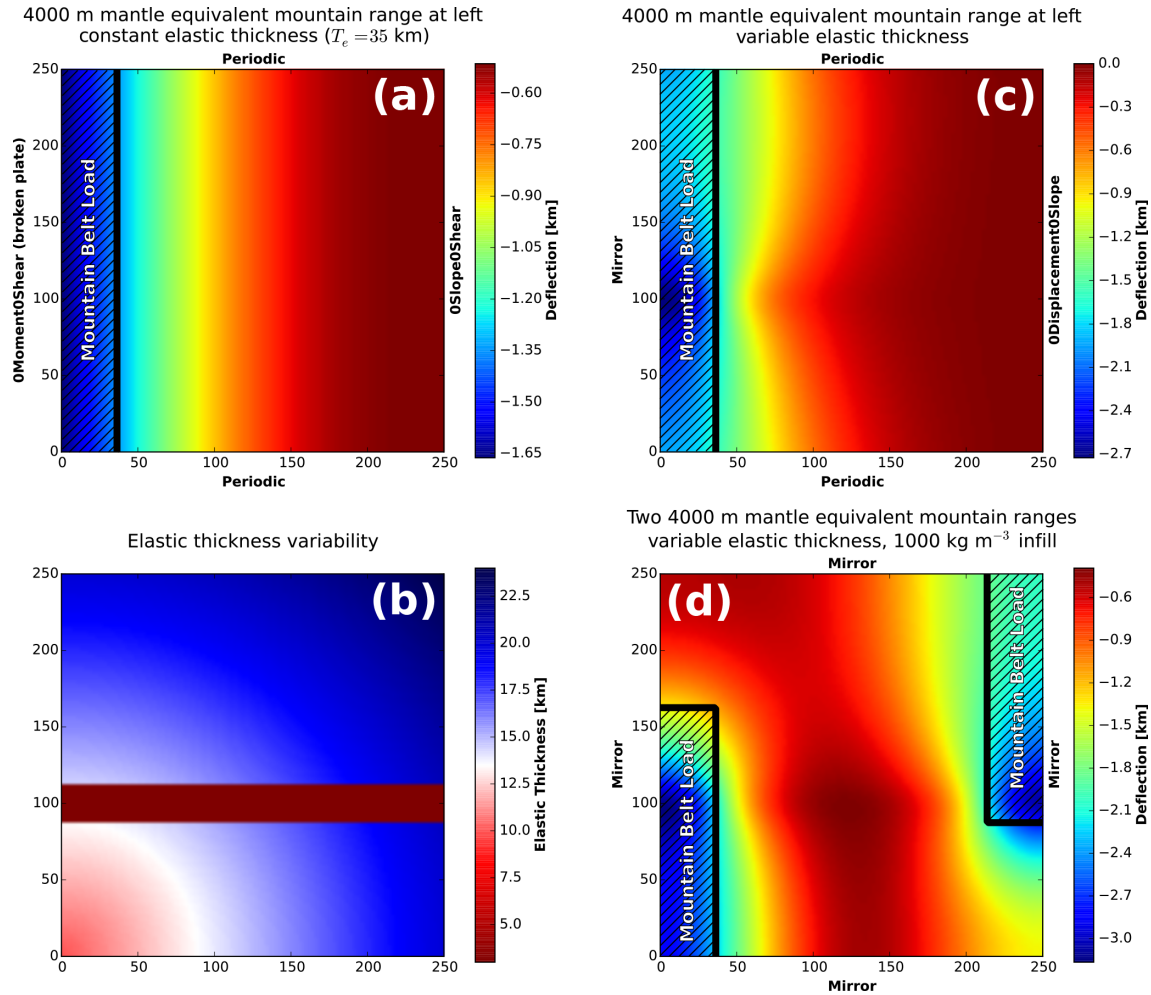 4000 m mantle equivalent mountain range at left
constant elastic thickness (T_e = 35 km)
Periodic
(a)
250
200
150
100
50
0
0 50 100 150 200 250
Periodic
0Moment0Shear (broken plate)
Mountain Belt Load
0Slope0Shear
−0.60
−0.75
−0.90
−1.05
−1.20
−1.35
−1.50
−1.65
Deflection [km]
4000 m mantle equivalent mountain range at left
variable elastic thickness
Periodic
(c)
250
200
150
100
50
0
0 50 100 150 200 250
Periodic
Mirror
Mountain Belt Load
0Displacement0Slope
0.0
−0.3
−0.6
−0.9
−1.2
−1.5
−1.8
−2.1
−2.4
−2.7
Deflection [km]
Elastic thickness variability
(b)
250
200
150
100
50
0
0 50 100 150 200 250
22.5
20.0
17.5
15.0
12.5
10.0
7.5
5.0
Elastic Thickness [km]
Two 4000 m mantle equivalent mountain ranges
variable elastic thickness, 1000 kg m⁻³ infill
Mirror
(d)
250
200
150
100
50
0
0 50 100 150 200 250
Mirror
Mirror
Mountain Belt Load
Mountain Belt Load
Mirror
−0.6
−0.9
−1.2
−1.5
−1.8
−2.1
−2.4
−2.7
−3.0
Deflection [km]